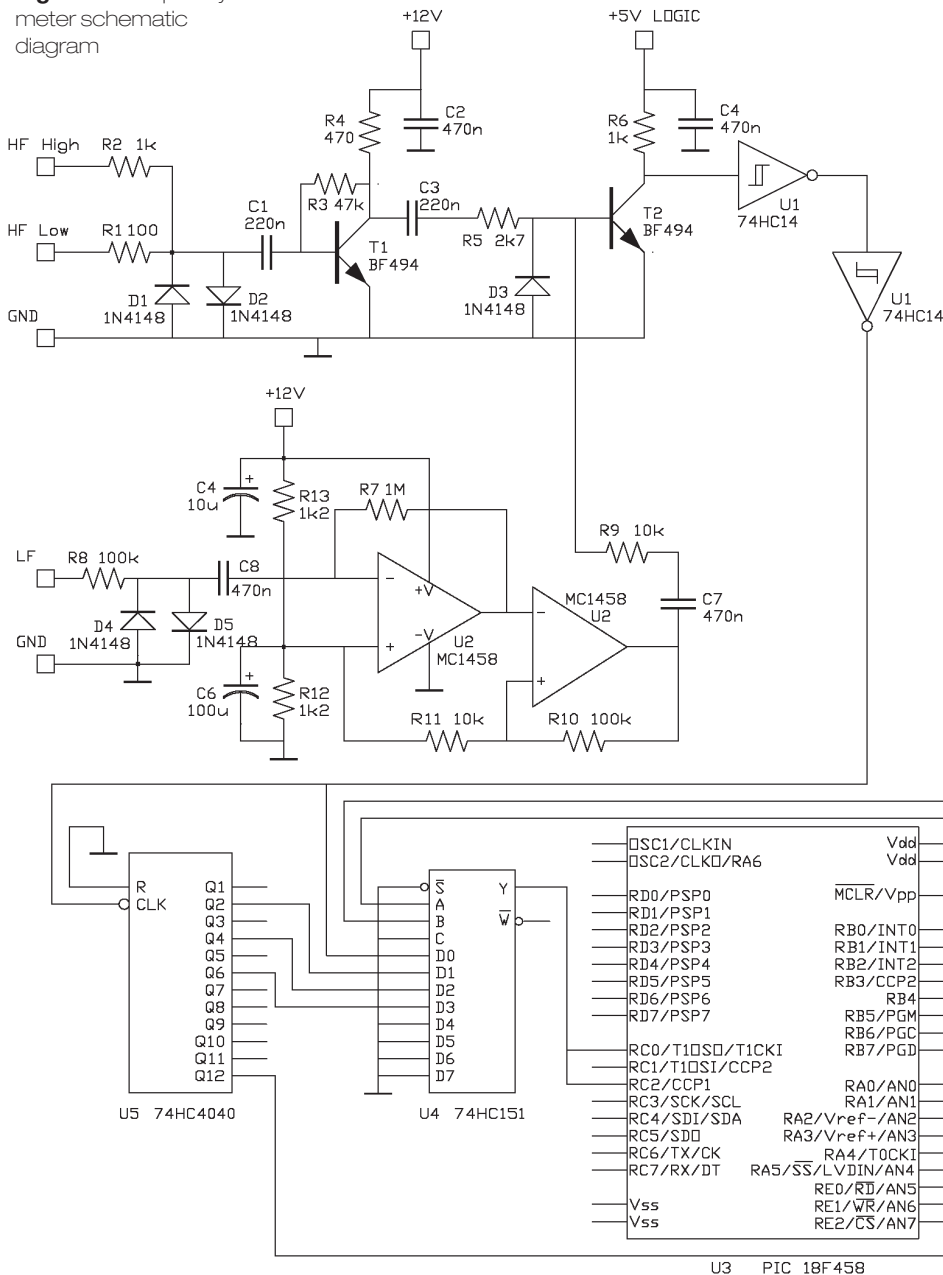 meter schematic
diagram
+12V
+5V LOGIC
R4
470
C2
470n
R6
1k
C4
470n
HF High
R2 1k
R3 47k
C3
220n
U1
74HC14
HF Low
R1 100
C1
220n
T1
BF494
R5 2k7
T2
BF494
D1
1N4148
D2
1N4148
D3
1N4148
U1
74HC14
GND
+12V
C4
10u
+
R13
1k2
R7 1M
R9 10k
LF
R8 100k
C8
470n
-
+V
MC1458
U2
C7
470n
D4
1N4148
D5
1N4148
-V
+
U2
MC1458
-
+
GND
C6
100u
+
R12
1k2
R11 10k
R10 100k
R
CLK
Q1
Q2
Q3
Q4
Q5
Q6
Q7
Q8
Q9
Q10
Q11
Q12
U5 74HC4040
S̅
A
B
C
D0
D1
D2
D3
D4
D5
D6
D7
Y
W̅
U4 74HC151
OSC1/CLKIN
OSC2/CLKO/RA6
RD0/PSP0
RD1/PSP1
RD2/PSP2
RD3/PSP3
RD4/PSP4
RD5/PSP5
RD6/PSP6
RD7/PSP7
RC0/T1OSO/T1CKI
RC1/T1OSI/CCP2
RC2/CCP1
RC3/SCK/SCL
RC4/SDI/SDA
RC5/SDO
RC6/TX/CK
RC7/RX/DT
Vss
Vss
Vdd
Vdd
M̅C̅L̅R̅/Vpp
RB0/INT0
RB1/INT1
RB2/INT2
RB3/CCP2
RB4
RB5/PGM
RB6/PGC
RB7/PGD
RA0/AN0
RA1/AN1
RA2/Vref-/AN2
RA3/Vref+/AN3
RA4/T0CKI
RA5/S̅S̅/LVDIN/AN4
RE0/R̅D̅/AN5
RE1/W̅R̅/AN6
RE2/C̅S̅/AN7
U3 PIC 18F458